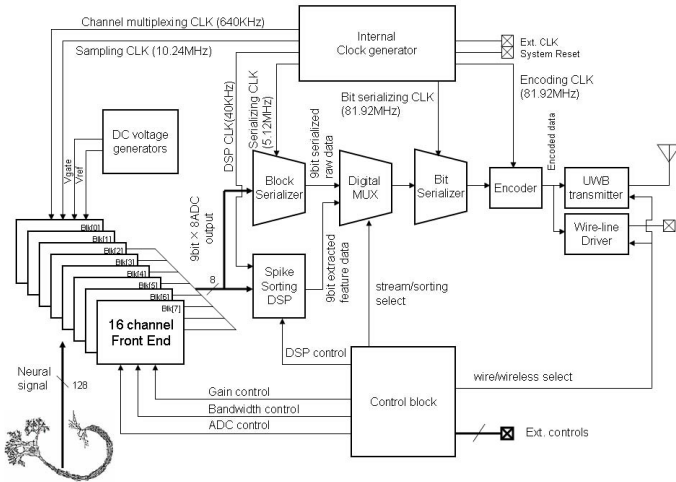 Channel multiplexing CLK (640KHz)
Sampling CLK (10.24MHz)
Internal
Clock generator
Ext. CLK
System Reset
DSP CLK(40KHz)
Serializing CLK
(5.12MHz)
Bit serializing CLK
(81.92MHz)
Encoding CLK
(81.92MHz)
DC voltage
generators
Vgate
Vref
9bit serialized
raw data
Encoded data
Block
Serializer
Digital
MUX
Bit
Serializer
Encoder
UWB
transmitter
Wire-line
Driver
Blk[0]
Blk[1]
Blk[2]
Blk[3]
Blk[4]
Blk[5]
Blk[6]
Blk[7]
16 channel
Front End
9bit × 8ADC
output
8
Spike
Sorting
DSP
9bit extracted
feature data
stream/sorting
select
DSP control
Neural
signal
128
Gain control
Bandwidth control
ADC control
Control block
wire/wireless select
Ext. controls